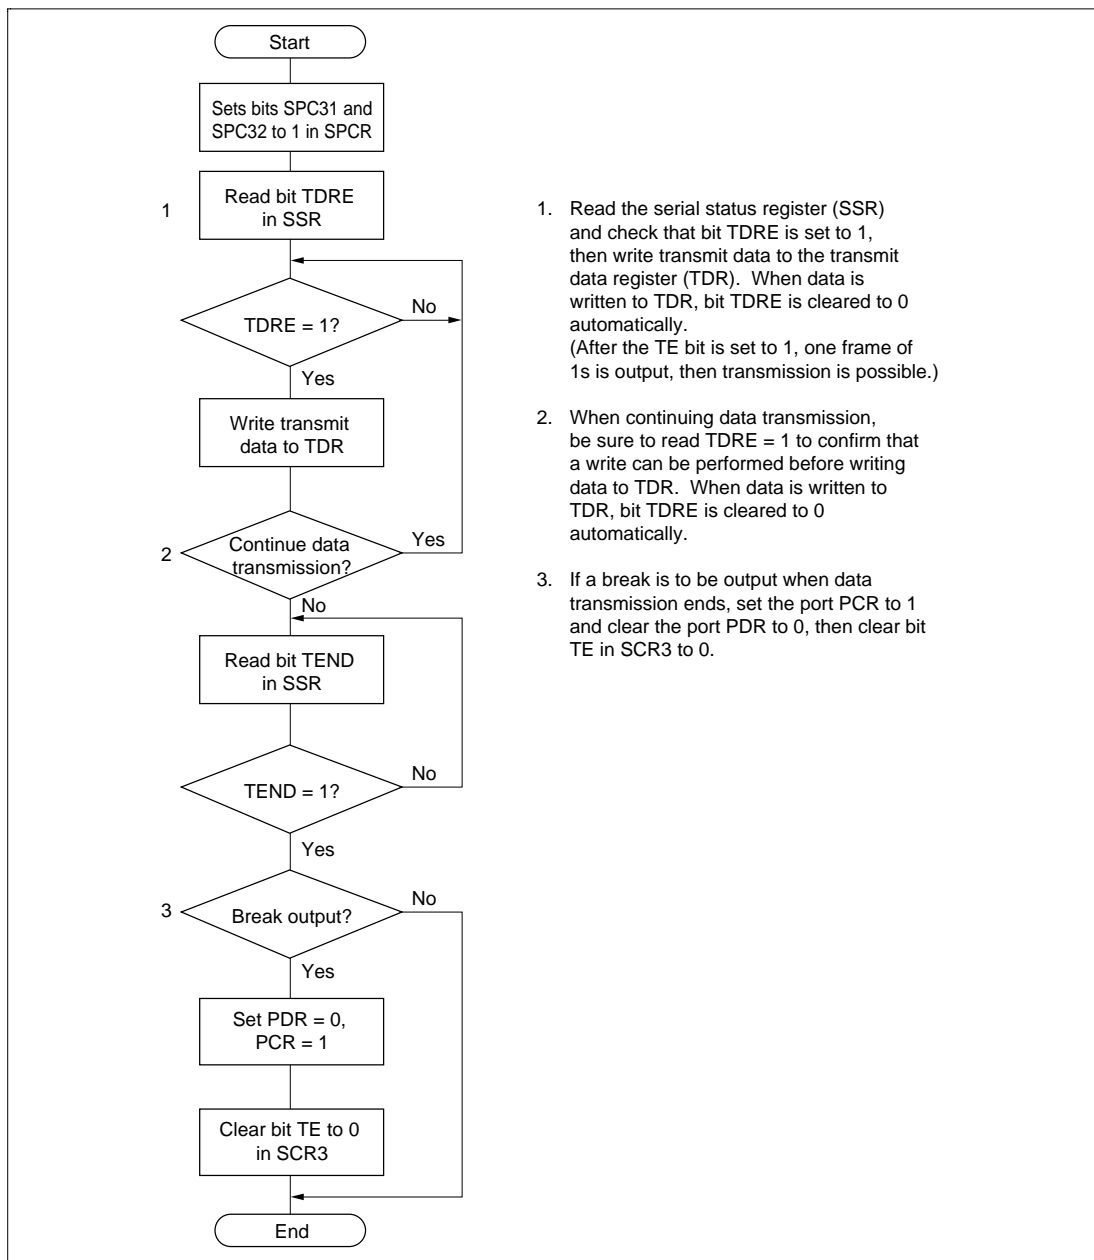 Start
Sets bits SPC31 and
SPC32 to 1 in SPCR
1
Read bit TDRE
in SSR
TDRE = 1?
No
Yes
Write transmit
data to TDR
2
Continue data
transmission?
Yes
No
Read bit TEND
in SSR
TEND = 1?
No
Yes
3
Break output?
No
Yes
Set PDR = 0,
PCR = 1
Clear bit TE to 0
in SCR3
End
1. Read the serial status register (SSR)
and check that bit TDRE is set to 1,
then write transmit data to the transmit
data register (TDR). When data is
written to TDR, bit TDRE is cleared to 0
automatically.
(After the TE bit is set to 1, one frame of
1s is output, then transmission is possible.)
2. When continuing data transmission,
be sure to read TDRE = 1 to confirm that
a write can be performed before writing
data to TDR. When data is written to
TDR, bit TDRE is cleared to 0
automatically.
3. If a break is to be output when data
transmission ends, set the port PCR to 1
and clear the port PDR to 0, then clear bit
TE in SCR3 to 0.